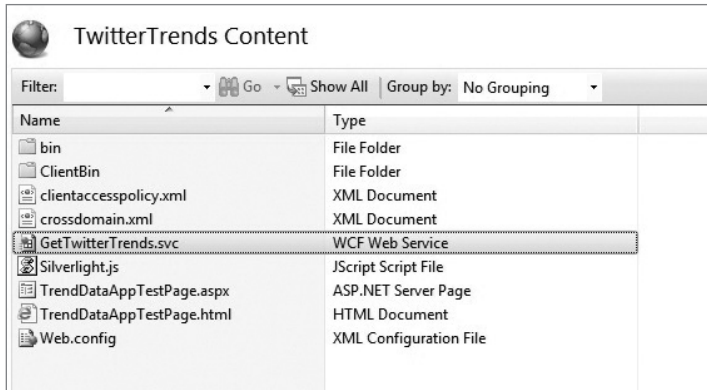 TwitterTrends Content
Filter: Go Show All Group by: No Grouping
Name Type
bin File Folder
ClientBin File Folder
clientaccesspolicy.xml XML Document
crossdomain.xml XML Document
GetTwitterTrends.svc WCF Web Service
Silverlight.js JScript Script File
TrendDataAppTestPage.aspx ASP.NET Server Page
TrendDataAppTestPage.html HTML Document
Web.config XML Configuration File